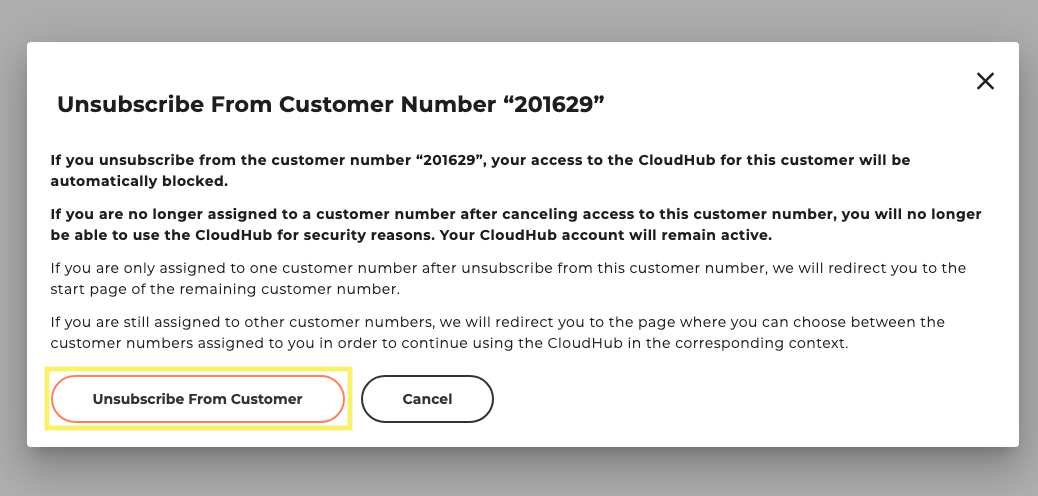 Unsubscribe From Customer Number “201629”
If you unsubscribe from the customer number “201629”, your access to the CloudHub for this customer will be
automatically blocked.
If you are no longer assigned to a customer number after canceling access to this customer number, you will no longer
be able to use the CloudHub for security reasons. Your CloudHub account will remain active.
If you are only assigned to one customer number after unsubscribe from this customer number, we will redirect you to the
start page of the remaining customer number.
If you are still assigned to other customer numbers, we will redirect you to the page where you can choose between the
customer numbers assigned to you in order to continue using the CloudHub in the corresponding context.
Unsubscribe From Customer
Cancel